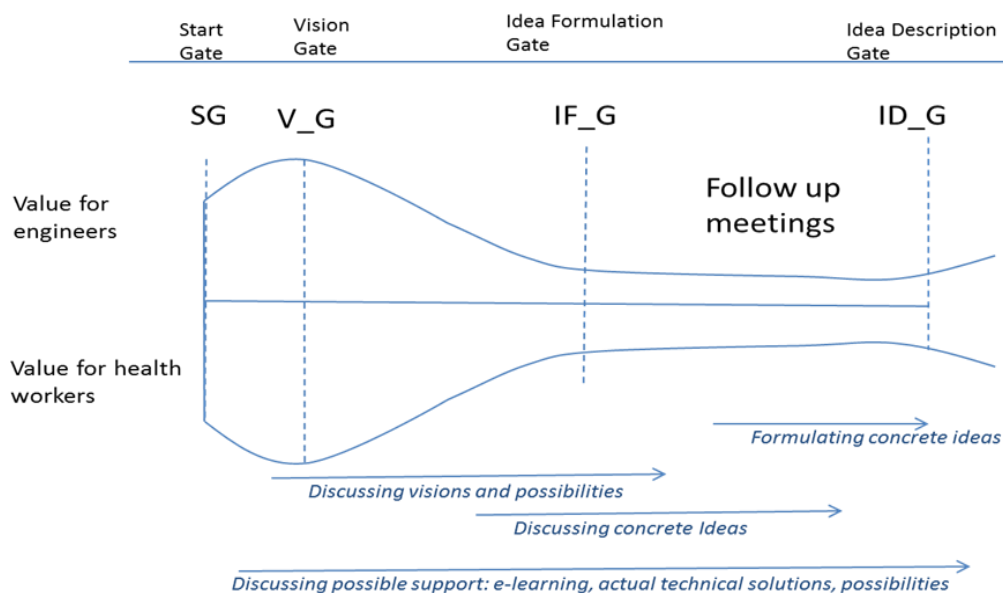 Start
Gate
Vision
Gate
Idea Formulation
Gate
Idea Description
Gate
SG
V_G
IF_G
ID_G
Value for
engineers
Follow up
meetings
Value for health
workers
Formulating concrete ideas
Discussing visions and possibilities
Discussing concrete Ideas
Discussing possible support: e-learning, actual technical solutions, possibilities